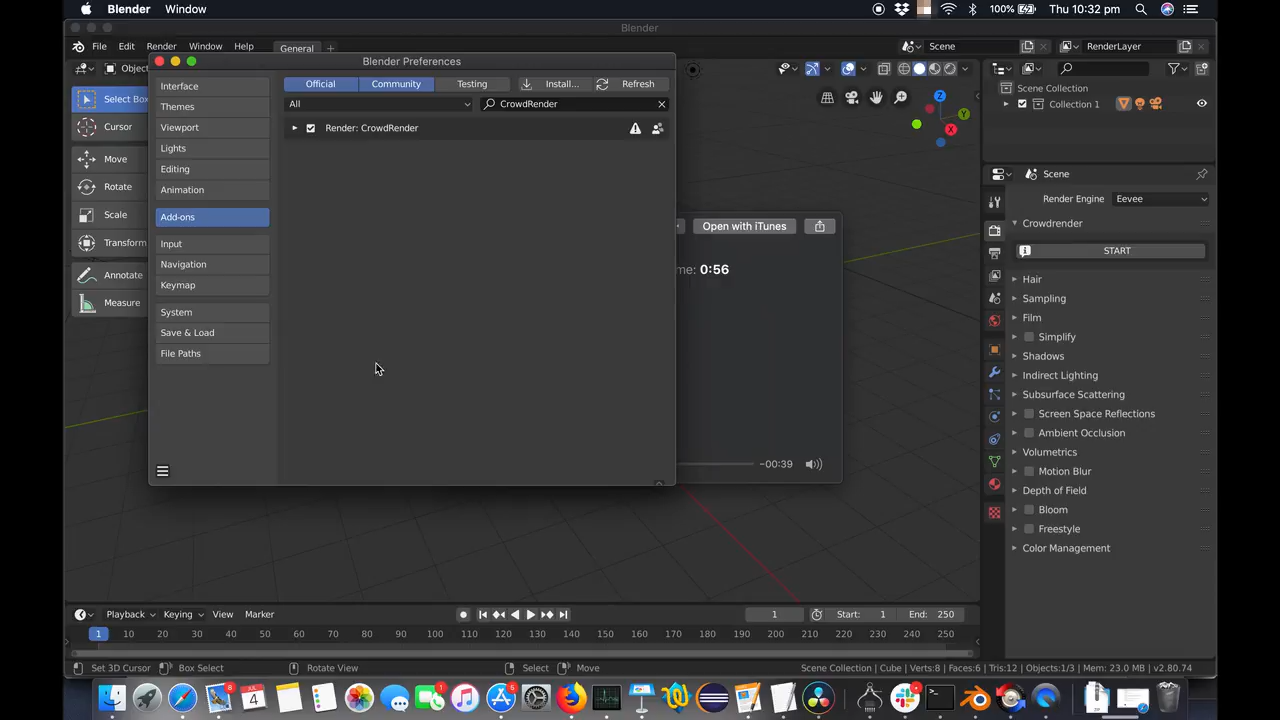 Blender Window 100% Thu 10:32 pm
Blender
File Edit Render Window Help General + Scene RenderLayer
Blender Preferences
Object
Select Box
Cursor
Move
Rotate
Scale
Transform
Annotate
Measure
Interface
Themes
Viewport
Lights
Editing
Animation
Add-ons
Input
Navigation
Keymap
System
Save & Load
File Paths
Official Community Testing Install... Refresh
All CrowdRender
Render: CrowdRender
Open with iTunes
me: 0:56
-00:39
Z
Y
X
Scene Collection
Collection 1
Scene
Render Engine Eevee
Crowdrender
START
Hair
Sampling
Film
Simplify
Shadows
Indirect Lighting
Subsurface Scattering
Screen Space Reflections
Ambient Occlusion
Volumetrics
Motion Blur
Depth of Field
Bloom
Freestyle
Color Management
Playback Keying View Marker 1 Start: 1 End: 250
1 10 20 30 40 50 60 70 80 90 100 110 120 130 140 150 160 170 180 190 200 210 220 230 240 250
Set 3D Cursor Box Select Rotate View Select Move Scene Collection | Cube | Verts:8 | Faces:6 | Tris:12 | Objects:1/3 | Mem: 23.0 MB | v2.80.74
8 4 1 6